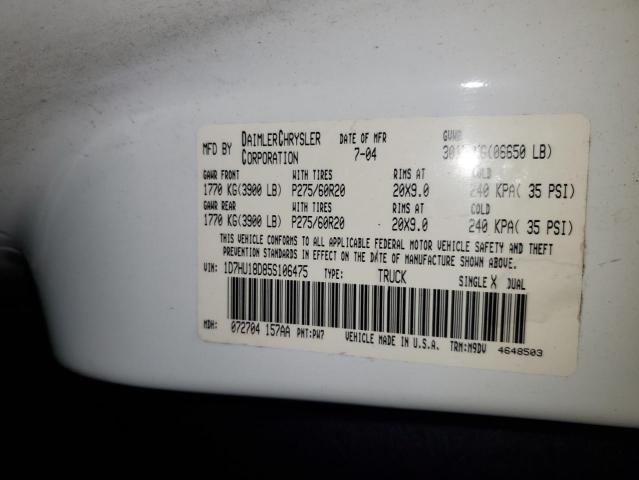 MFD BY DAIMLERCHRYSLER CORPORATION DATE OF MFR 7-04 GVWR KG(06650 LB)
GAWR FRONT WITH TIRES RIMS AT COLD
1770 KG(3900 LB) P275/60R20 20X9.0 240 KPA( 35 PSI)
GAWR REAR WITH TIRES RIMS AT COLD
1770 KG(3900 LB) P275/60R20 20X9.0 240 KPA( 35 PSI)
THIS VEHICLE CONFORMS TO ALL APPLICABLE FEDERAL MOTOR VEHICLE SAFETY AND THEFT
PREVENTION STANDARDS IN EFFECT ON THE DATE OF MANUFACTURE SHOWN ABOVE.
VIN: 1D7HU18D85S106475 TYPE: TRUCK SINGLE X DUAL
MDH: 072704 157AA PNT:PW7 VEHICLE MADE IN U.S.A. TRM:M9DV 4648503